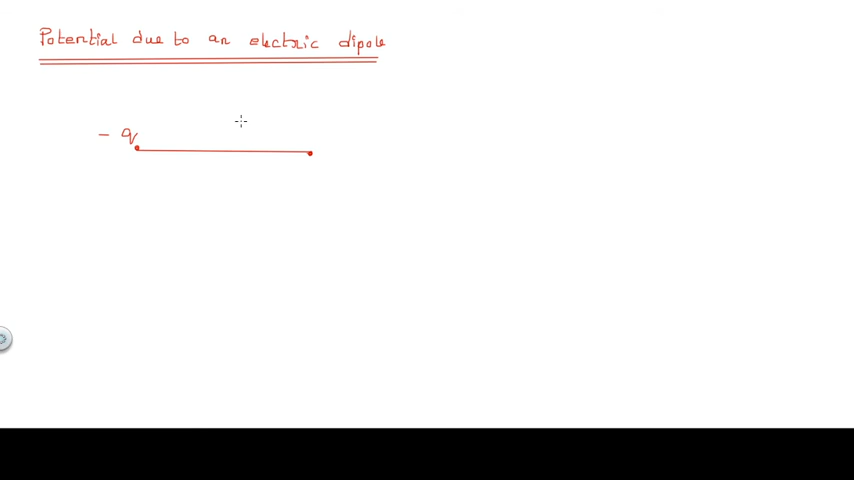 Potential due to an electric dipole
- q